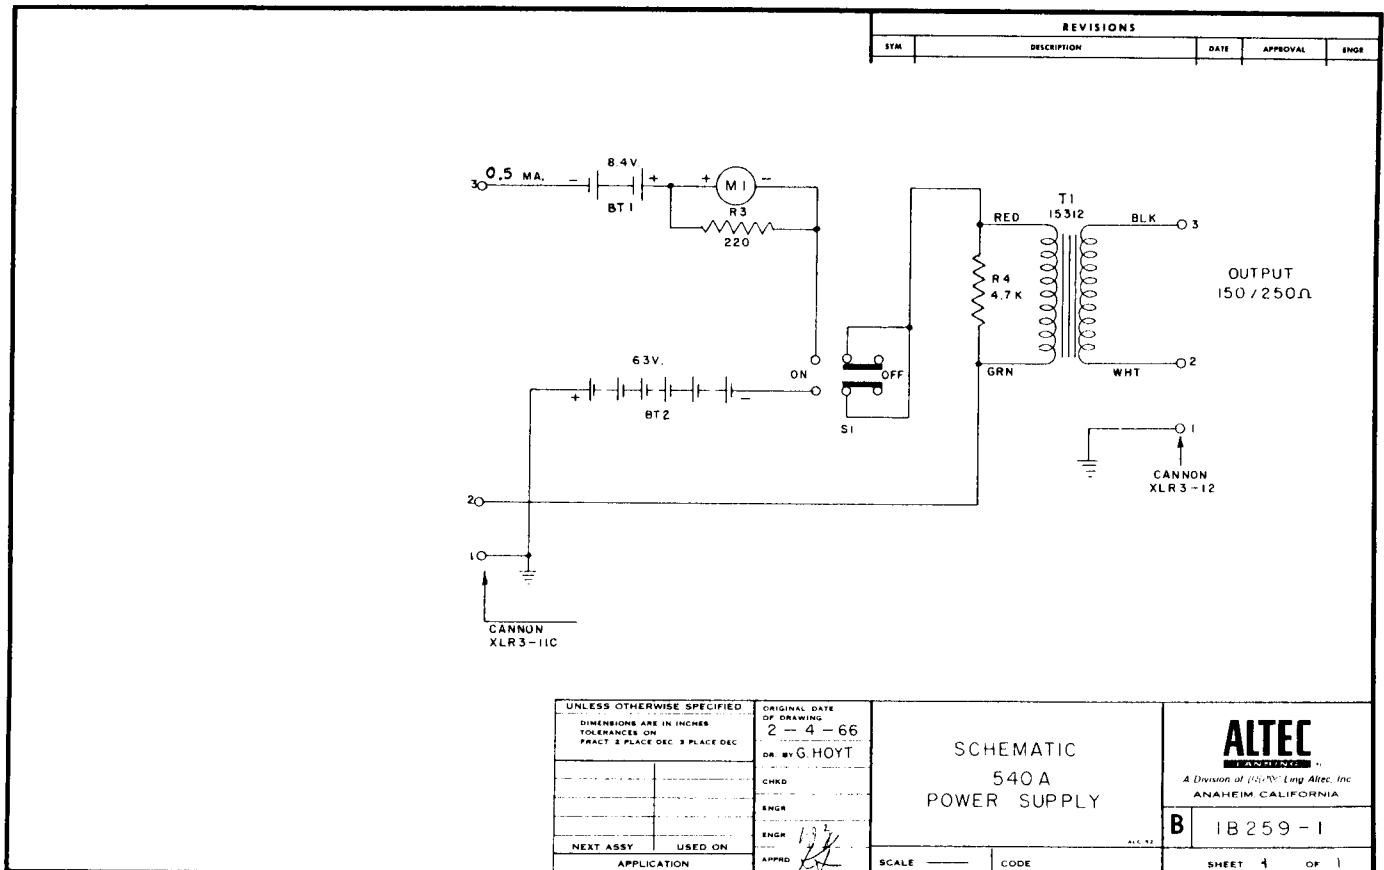 REVISIONS
SYM DESCRIPTION DATE APPROVAL ENGR
8.4V.
3 0.5 MA. - + + M1 -
BT1
R3
220
T1
15312
RED BLK 3
R4
4.7K
OUTPUT
150/250Ω
63V.
ON OFF
GRN WHT 2
+ -
BT2
S1
1
CANNON
XLR3-12
2
1
CANNON
XLR3-11C
UNLESS OTHERWISE SPECIFIED
DIMENSIONS ARE IN INCHES
TOLERANCES ON
FRACT 2 PLACE DEC 3 PLACE DEC
NEXT ASSY USED ON
APPLICATION
ORIGINAL DATE
OF DRAWING
2-4-66
DR. BY G. HOYT
CHKD
ENGR
ENGR
APPRD
SCHEMATIC
540A
POWER SUPPLY
SCALE CODE
ALTEC
LANSING
A Division of Ling Altec, Inc
ANAHEIM, CALIFORNIA
B 1B259-1
SHEET 1 OF 1